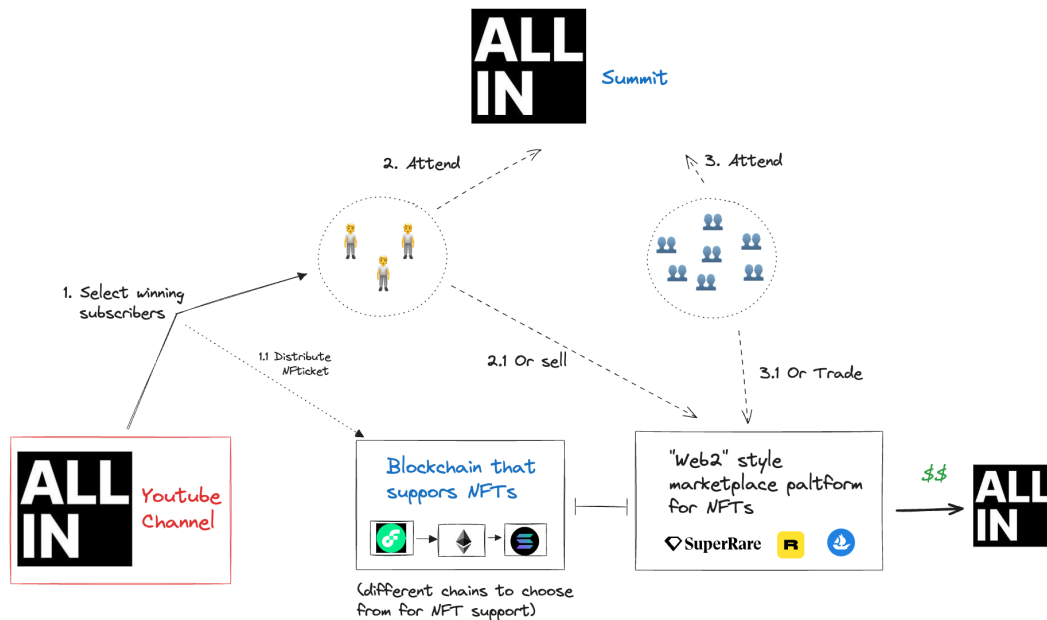 ALL
IN
Summit
2. Attend
3. Attend
1. Select winning
subscribers
1.1 Distribute
NFticket
2.1 Or sell
3.1 Or Trade
ALL
IN
Youtube
Channel
Blockchain that
suppors NFTs
(different chains to choose
from for NFT support)
"Web2" style
marketplace paltform
for NFTs
SuperRare
R
$$
ALL
IN